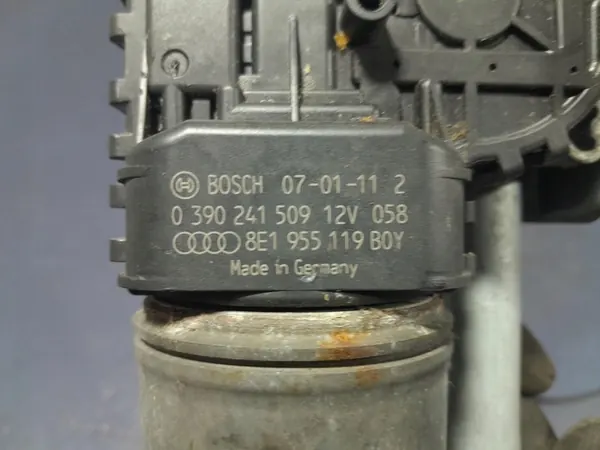 BOSCH 07-01-11 2
0 390 241 509 12V 058
8E1 955 119 B0Y
Made in Germany